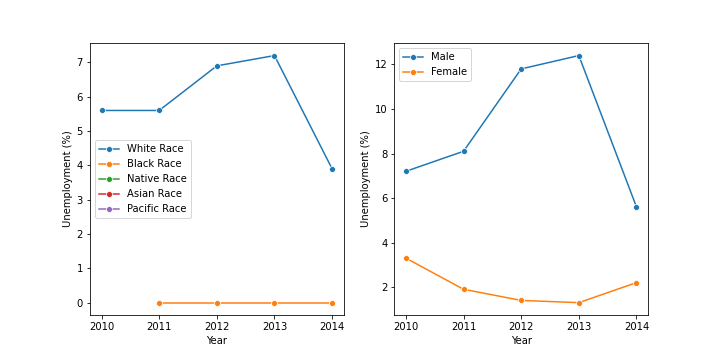 7
6
5
4
3
2
1
0
Unemployment (%)
White Race
Black Race
Native Race
Asian Race
Pacific Race
2010 2011 2012 2013 2014
Year
12
10
8
6
4
2
Unemployment (%)
Male
Female
2010 2011 2012 2013 2014
Year